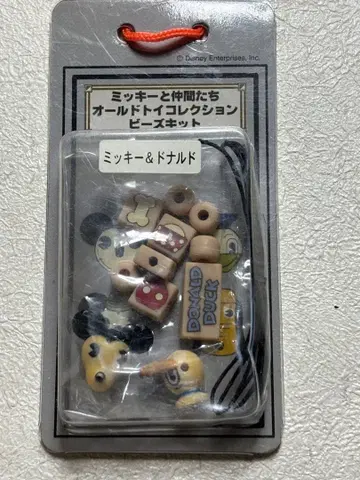 © Disney Enterprises, Inc.
ミッキーと仲間たち
オールドトイコレクション
ビーズキット
ミッキー＆ドナルド
DONALD
DUCK